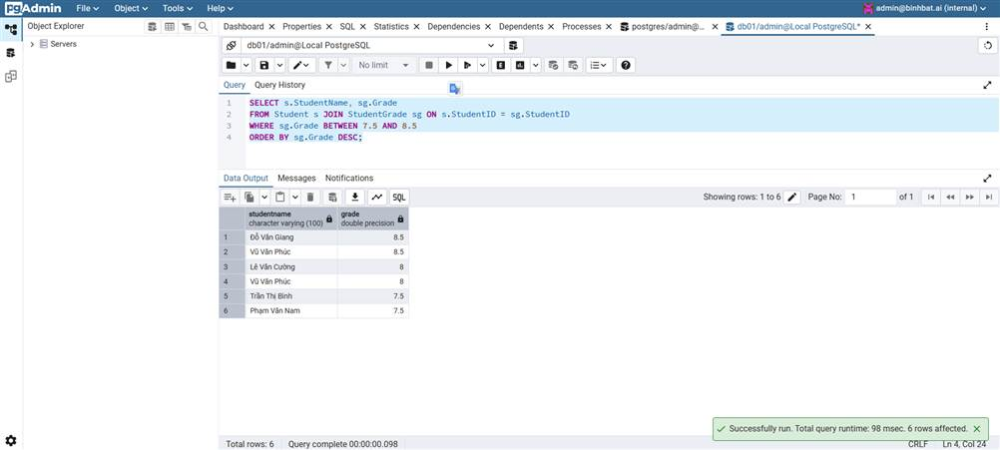 pgAdmin File Object Tools Help admin@binhbat.ai (internal)
Object Explorer
Dashboard Properties SQL Statistics Dependencies Dependents Processes postgres/admin@... db01/admin@Local PostgreSQL*
Servers
db01/admin@Local PostgreSQL
No limit
Query Query History
1 SELECT s.StudentName, sg.Grade
2 FROM Student s JOIN StudentGrade sg ON s.StudentID = sg.StudentID
3 WHERE sg.Grade BETWEEN 7.5 AND 8.5
4 ORDER BY sg.Grade DESC;
Data Output Messages Notifications
SQL Showing rows: 1 to 6 Page No: 1 of 1
studentname grade
character varying (100) double precision
1 Đỗ Văn Giang 8.5
2 Vũ Văn Phúc 8.5
3 Lê Văn Cường 8
4 Vũ Văn Phúc 8
5 Trần Thị Bình 7.5
6 Phạm Văn Nam 7.5
Successfully run. Total query runtime: 98 msec. 6 rows affected.
Total rows: 6 Query complete 00:00:00.098 CRLF Ln 4, Col 24